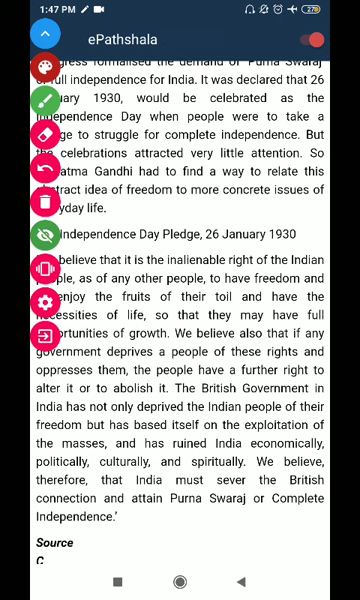 1:47 PM
27
ePathshala
gress formalised the demand of 'Purna Swaraj'
full independence for India. It was declared that 26
uary 1930, would be celebrated as the
ependence Day when people were to take a
ge to struggle for complete independence. But
the celebrations attracted very little attention. So
atma Gandhi had to find a way to relate this
tract idea of freedom to more concrete issues of
yday life.
Independence Day Pledge, 26 January 1930
believe that it is the inalienable right of the Indian
ple, as of any other people, to have freedom and
enjoy the fruits of their toil and have the
essities of life, so that they may have full
ortunities of growth. We believe also that if any
government deprives a people of these rights and
oppresses them, the people have a further right to
alter it or to abolish it. The British Government in
India has not only deprived the Indian people of their
freedom but has based itself on the exploitation of
the masses, and has ruined India economically,
politically, culturally, and spiritually. We believe,
therefore, that India must sever the British
connection and attain Purna Swaraj or Complete
Independence.’
Source
C